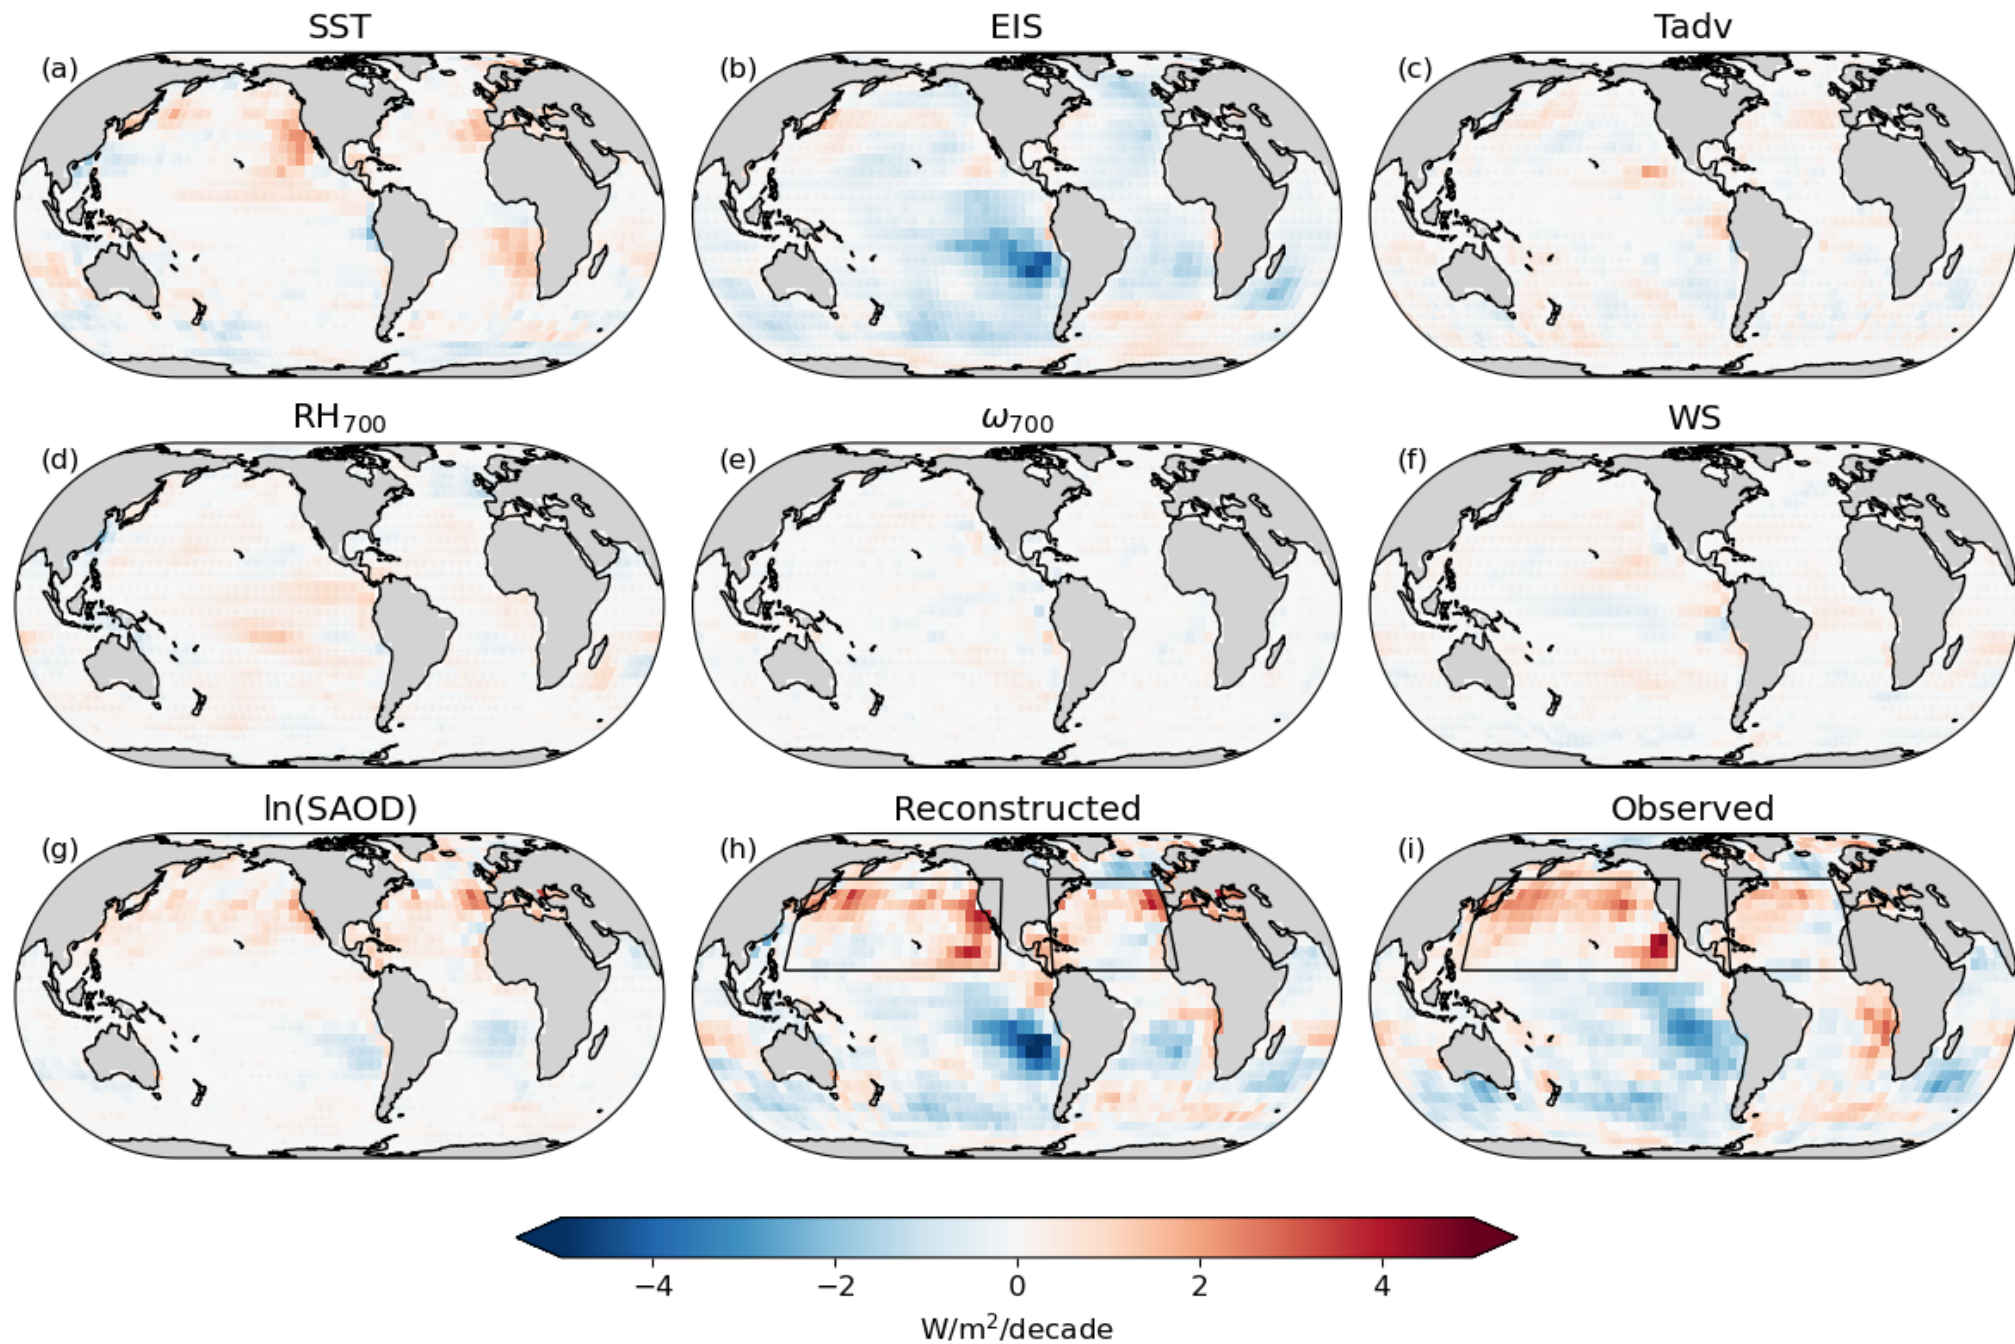 SST
EIS
Tadv
(a)
(b)
(c)
RH₇₀₀
ω₇₀₀
WS
(d)
(e)
(f)
ln(SAOD)
Reconstructed
Observed
(g)
(h)
(i)
−4 −2 0 2 4
W/m²/decade